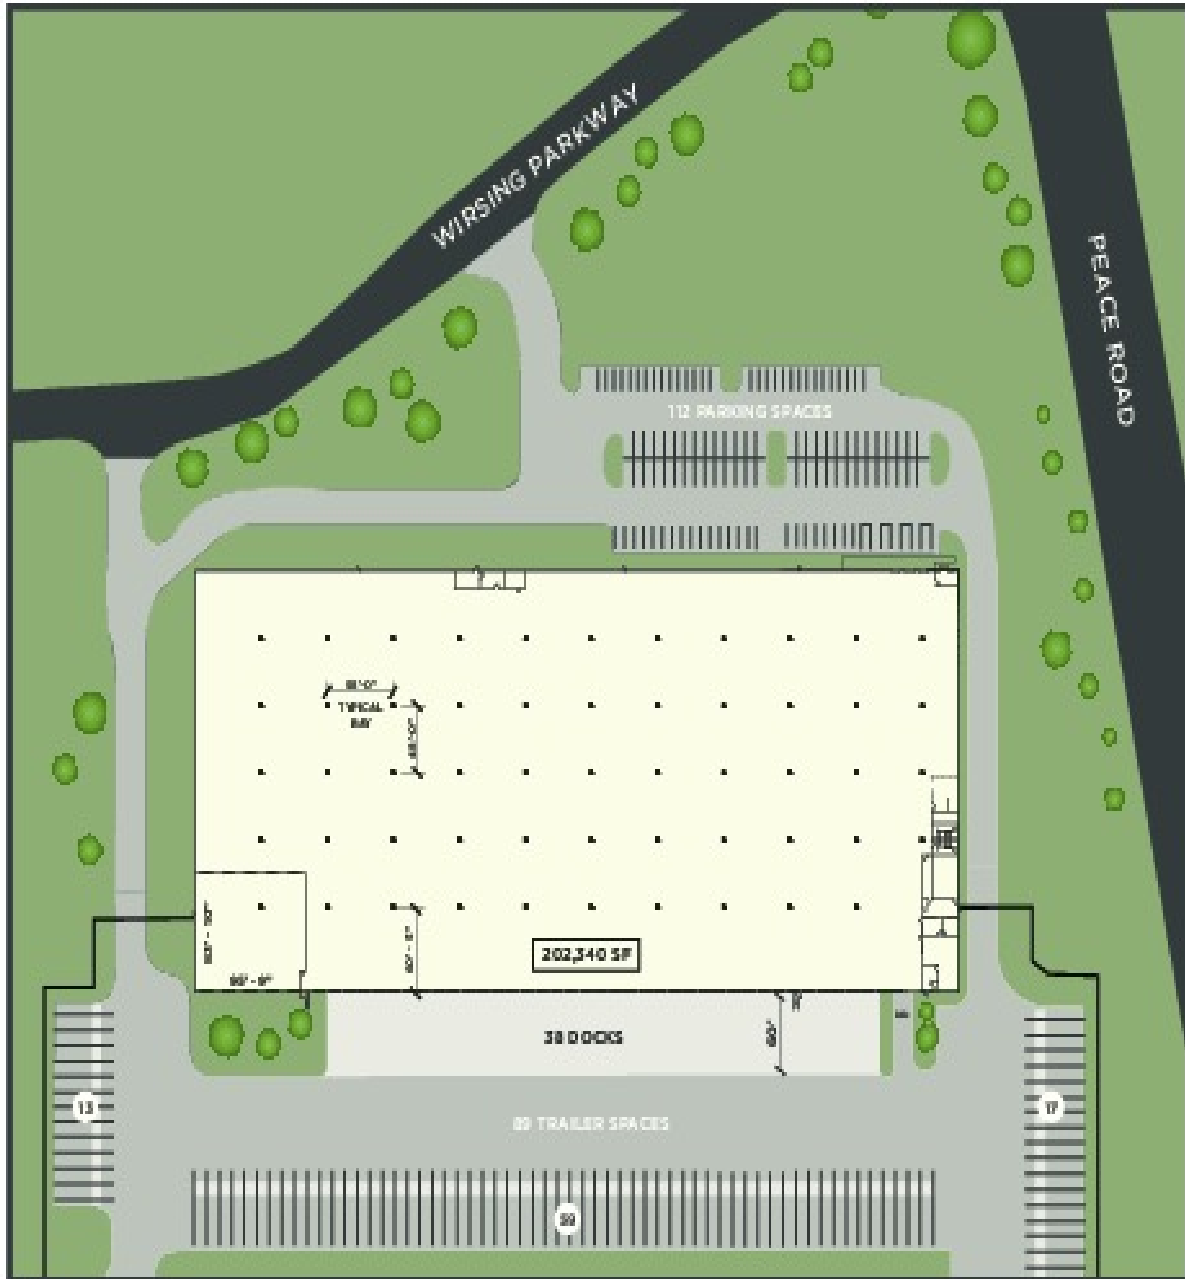 WIRSING PARKWAY
PEACE ROAD
112 PARKING SPACES
TYPICAL
BAY
202,340 SF
38 DOCKS
60'
13
17
89 TRAILER SPACES
59